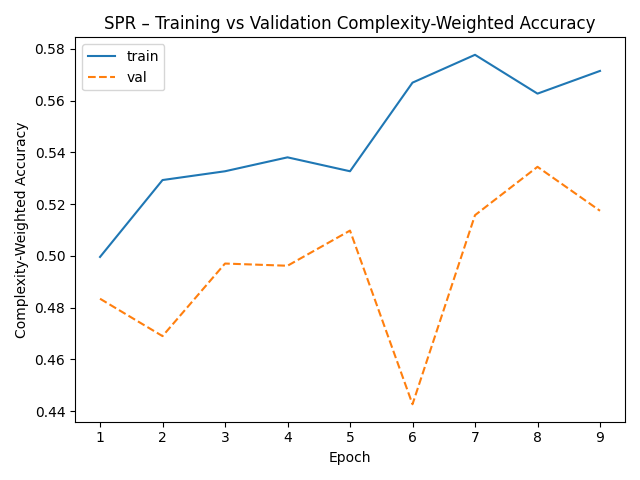 SPR – Training vs Validation Complexity-Weighted Accuracy
train
val
Complexity-Weighted Accuracy
0.58
0.56
0.54
0.52
0.50
0.48
0.46
0.44
1 2 3 4 5 6 7 8 9
Epoch